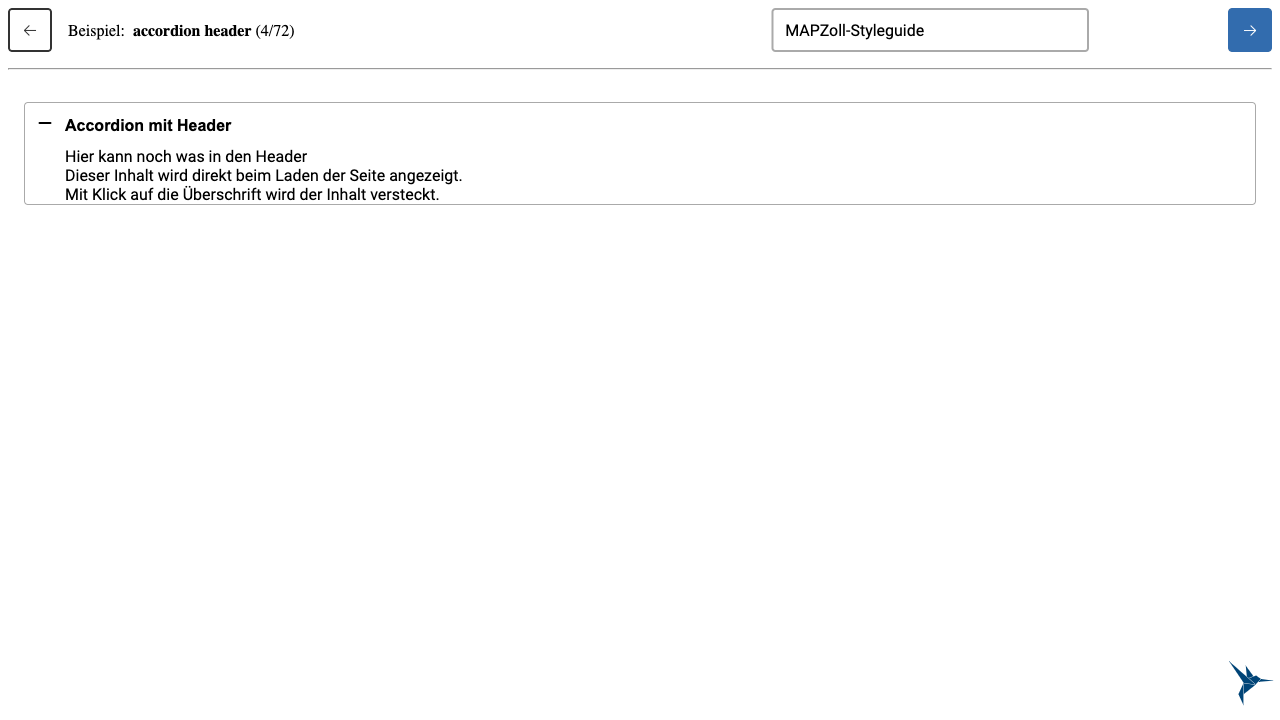 Beispiel: accordion header (4/72)
MAPZoll-Styleguide
Accordion mit Header
Hier kann noch was in den Header
Dieser Inhalt wird direkt beim Laden der Seite angezeigt.
Mit Klick auf die Überschrift wird der Inhalt versteckt.